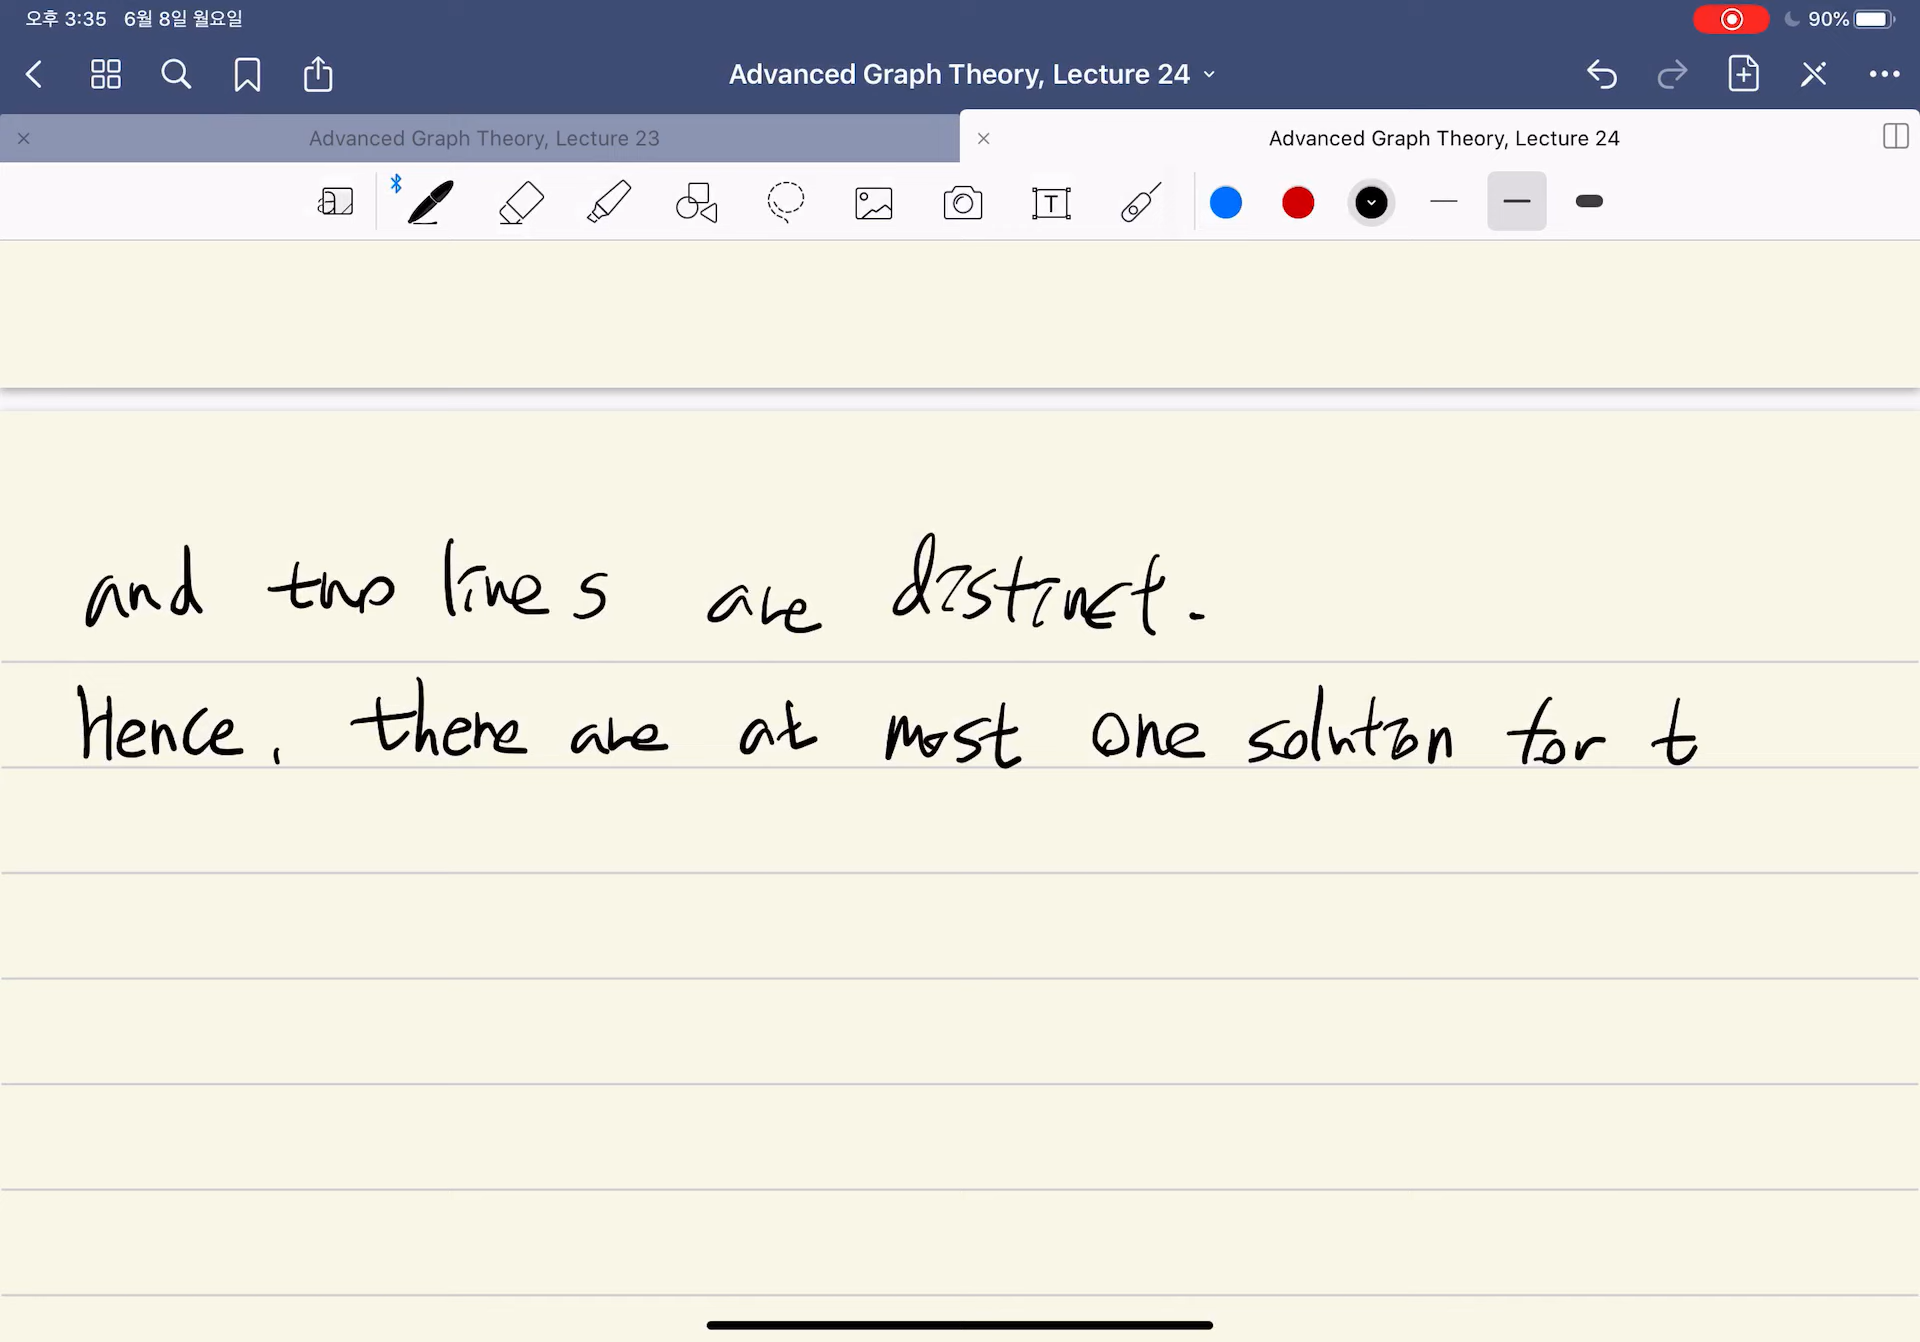 오후 3:35 6월 8일 월요일 90%
Advanced Graph Theory, Lecture 24
Advanced Graph Theory, Lecture 23
Advanced Graph Theory, Lecture 24
and two lines are distinct.
Hence, there are at most one solution for t